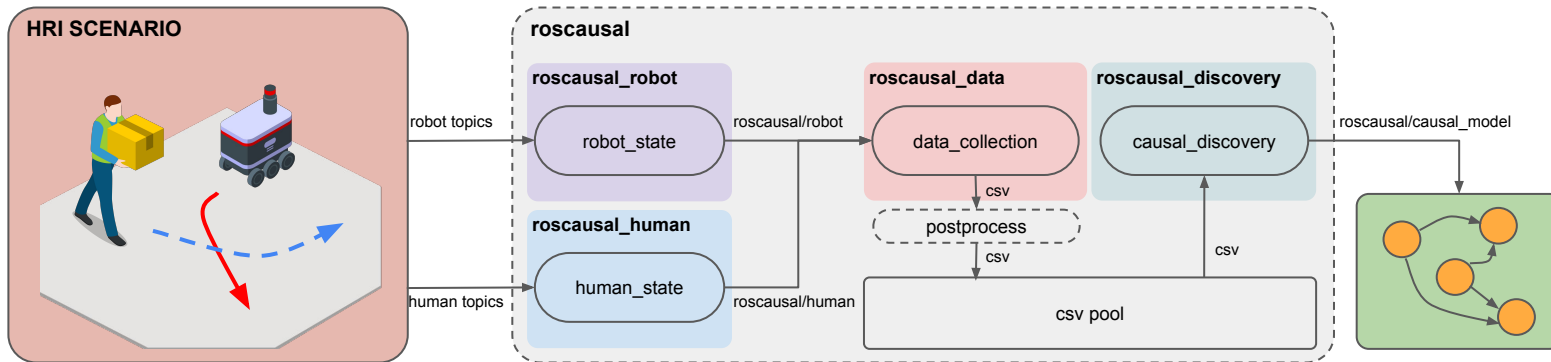 HRI SCENARIO
robot topics
human topics
roscausal
roscausal_robot
robot_state
roscausal/robot
roscausal_human
human_state
roscausal/human
roscausal_data
data_collection
csv
postprocess
csv
csv pool
roscausal_discovery
causal_discovery
csv
roscausal/causal_model